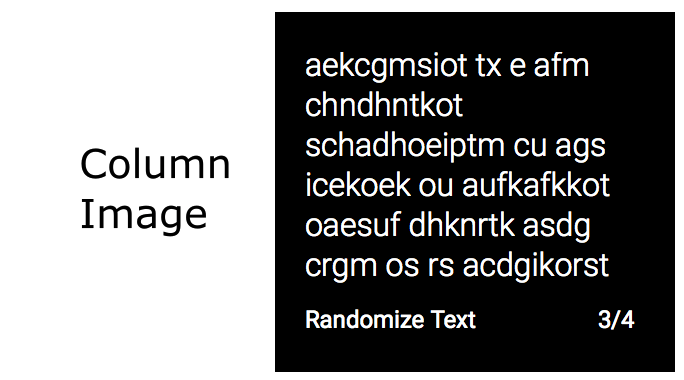 Column
Image
aekcgmsiot tx e afm
chndhntkot
schadhoeiptm cu ags
icekoek ou aufkafkkot
oaesuf dhknrtk asdg
crgm os rs acdgikorst
Randomize Text 3/4